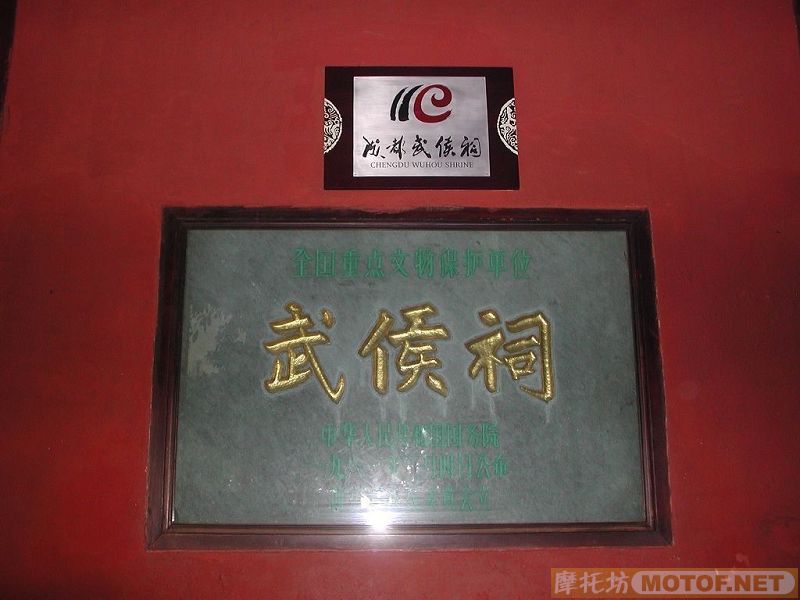 成都武侯祠
CHENGDU WUHOU SHRINE
全国重点文物保护单位
武侯祠
中华人民共和国国务院
摩托坊 MOTOF.NET